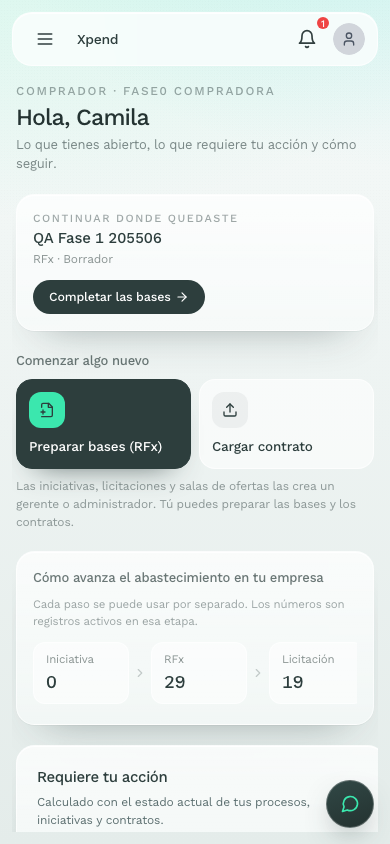 Xpend
1
COMPRADOR · FASE0 COMPRADORA
Hola, Camila
Lo que tienes abierto, lo que requiere tu acción y cómo
seguir.
CONTINUAR DONDE QUEDASTE
QA Fase 1 205506
RFx · Borrador
Completar las bases →
Comenzar algo nuevo
Preparar bases (RFx)
Cargar contrato
Las iniciativas, licitaciones y salas de ofertas las crea un
gerente o administrador. Tú puedes preparar las bases y los
contratos.
Cómo avanza el abastecimiento en tu empresa
Cada paso se puede usar por separado. Los números son
registros activos en esa etapa.
Iniciativa
0
RFx
29
Licitación
19
Requiere tu acción
Calculado con el estado actual de tus procesos,
iniciativas y contratos.